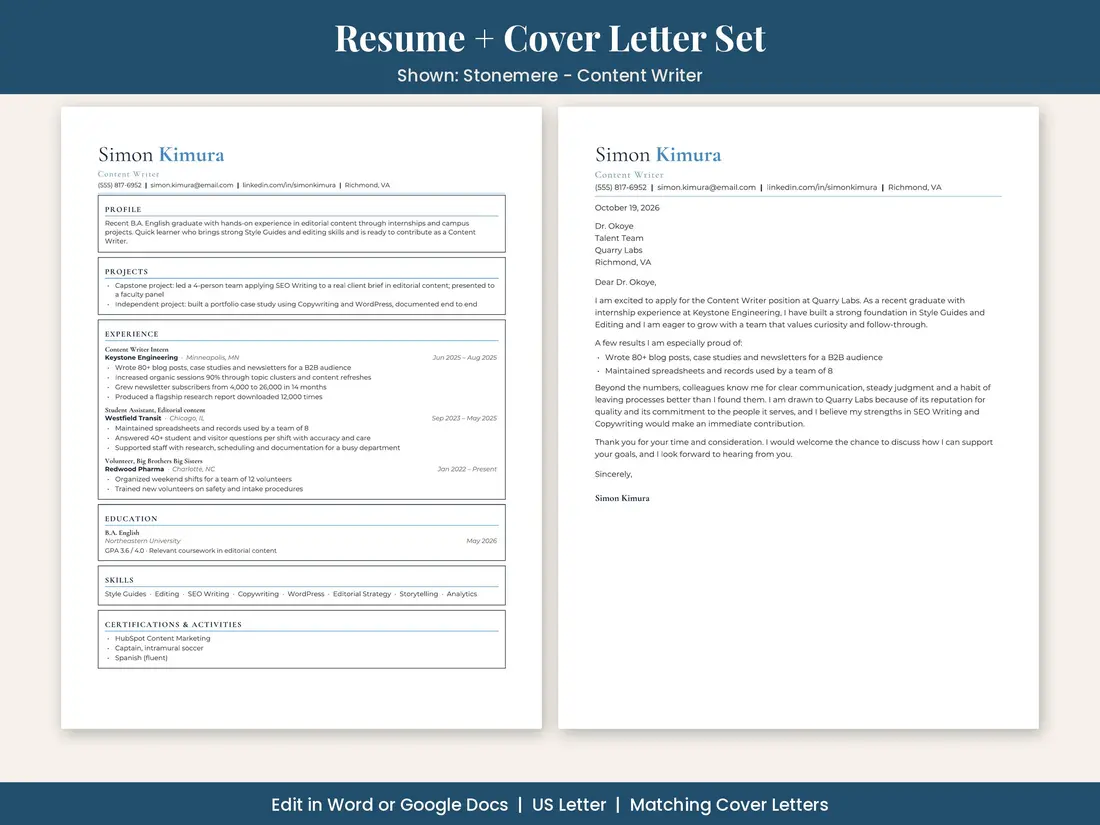 Resume + Cover Letter Set
Shown: Stonemere - Content Writer
Simon Kimura
Content Writer
(555) 817-6952 | simon.kimura@email.com | linkedin.com/in/simonkimura | Richmond, VA
PROFILE
Recent B.A. English graduate with hands-on experience in editorial content through internships and campus
projects. Quick learner who brings strong Style Guides and editing skills and is ready to contribute as a Content
Writer.
PROJECTS
• Capstone project: led a 4-person team applying SEO Writing to a real client brief in editorial content; presented to
a faculty panel
• Independent project: built a portfolio case study using Copywriting and WordPress, documented end to end
EXPERIENCE
Content Writer Intern
Keystone Engineering · Minneapolis, MN Jun 2025 – Aug 2025
• Wrote 80+ blog posts, case studies and newsletters for a B2B audience
• Increased organic sessions 90% through topic clusters and content refreshes
• Grew newsletter subscribers from 4,000 to 26,000 in 14 months
• Produced a flagship research report downloaded 12,000 times
Student Assistant, Editorial content
Westfield Transit · Chicago, IL Sep 2023 – May 2025
• Maintained spreadsheets and records used by a team of 8
• Answered 40+ student and visitor questions per shift with accuracy and care
• Supported staff with research, scheduling and documentation for a busy department
Volunteer, Big Brothers Big Sisters
Redwood Pharma · Charlotte, NC Jan 2022 – Present
• Organized weekend shifts for a team of 12 volunteers
• Trained new volunteers on safety and intake procedures
EDUCATION
B.A. English
Northeastern University May 2026
GPA 3.6 / 4.0 · Relevant coursework in editorial content
SKILLS
Style Guides · Editing · SEO Writing · Copywriting · WordPress · Editorial Strategy · Storytelling · Analytics
CERTIFICATIONS & ACTIVITIES
• HubSpot Content Marketing
• Captain, intramural soccer
• Spanish (fluent)
Simon Kimura
Content Writer
(555) 817-6952 | simon.kimura@email.com | linkedin.com/in/simonkimura | Richmond, VA
October 19, 2026
Dr. Okoye
Talent Team
Quarry Labs
Richmond, VA
Dear Dr. Okoye,
I am excited to apply for the Content Writer position at Quarry Labs. As a recent graduate with
internship experience at Keystone Engineering, I have built a strong foundation in Style Guides and
Editing and I am eager to grow with a team that values curiosity and follow-through.
A few results I am especially proud of:
• Wrote 80+ blog posts, case studies and newsletters for a B2B audience
• Maintained spreadsheets and records used by a team of 8
Beyond the numbers, colleagues know me for clear communication, steady judgment and a habit of
leaving processes better than I found them. I am drawn to Quarry Labs because of its reputation for
quality and its commitment to the people it serves, and I believe my strengths in SEO Writing and
Copywriting would make an immediate contribution.
Thank you for your time and consideration. I would welcome the chance to discuss how I can support
your goals, and I look forward to hearing from you.
Sincerely,
Simon Kimura
Edit in Word or Google Docs | US Letter | Matching Cover Letters